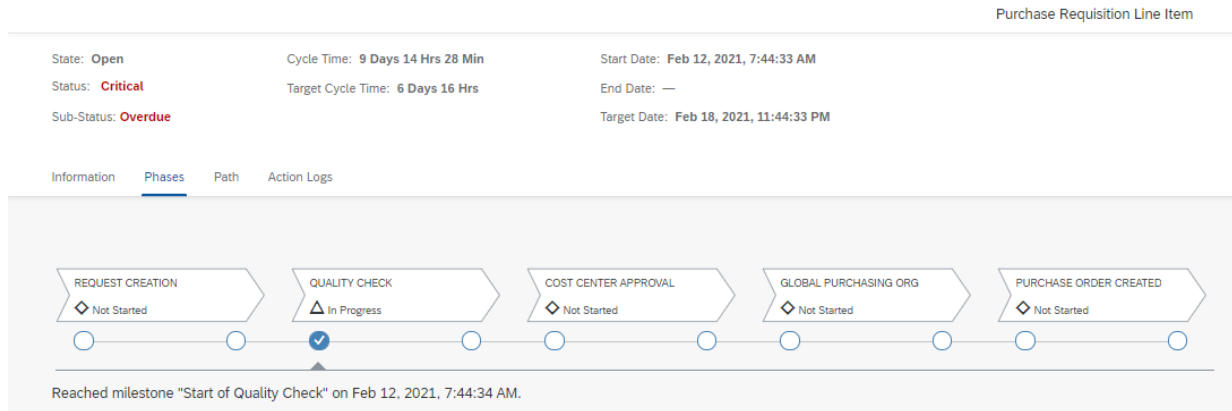 Purchase Requisition Line Item
State: Open Cycle Time: 9 Days 14 Hrs 28 Min Start Date: Feb 12, 2021, 7:44:33 AM
Status: Critical Target Cycle Time: 6 Days 16 Hrs End Date: —
Sub-Status: Overdue Target Date: Feb 18, 2021, 11:44:33 PM
Information Phases Path Action Logs
REQUEST CREATION QUALITY CHECK COST CENTER APPROVAL GLOBAL PURCHASING ORG PURCHASE ORDER CREATED
Not Started In Progress Not Started Not Started Not Started
Reached milestone "Start of Quality Check" on Feb 12, 2021, 7:44:34 AM.